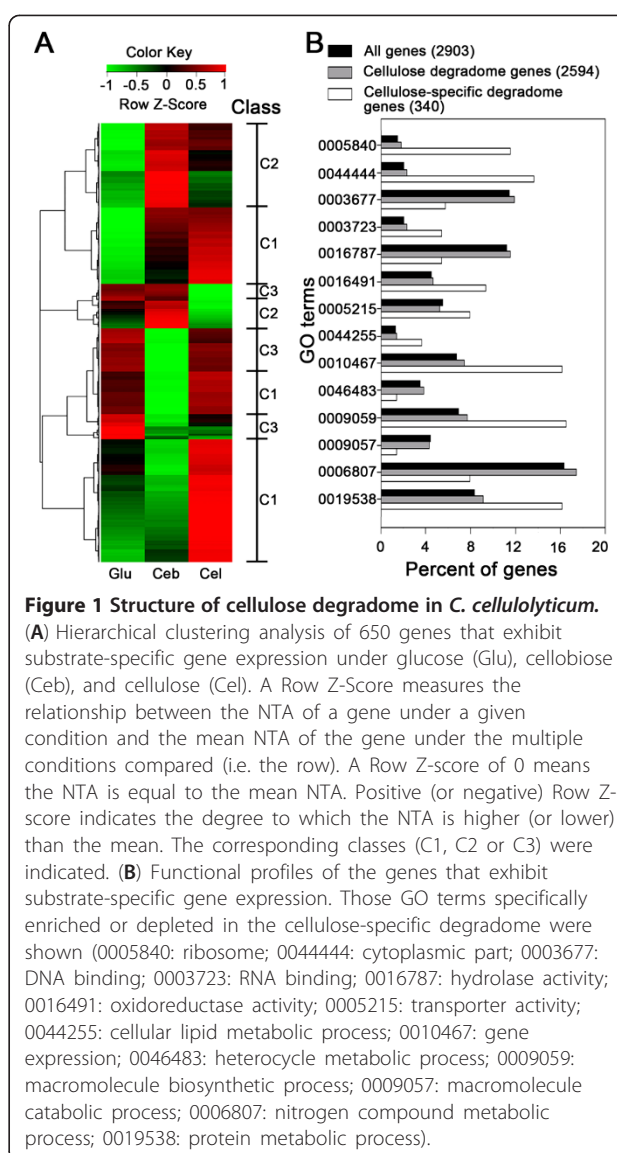 A
Color Key
-1 0 1
Row Z-Score
Class
C2
C1
C3
C2
C3
C1
C3
C1
Glu Ceb Cel
B
All genes (2903)
Cellulose degradome genes (2594)
Cellulose-specific degradome
genes (340)
GO terms
0005840
0044444
0003677
0003723
0016787
0016491
0005215
0044255
0010467
0046483
0009059
0009057
0006807
0019538
0 4 8 12 16 20
Percent of genes
Figure 1 Structure of cellulose degradome in C. cellulolyticum.
(A) Hierarchical clustering analysis of 650 genes that exhibit
substrate-specific gene expression under glucose (Glu), cellobiose
(Ceb), and cellulose (Cel). A Row Z-Score measures the
relationship between the NTA of a gene under a given
condition and the mean NTA of the gene under the multiple
conditions compared (i.e. the row). A Row Z-score of 0 means
the NTA is equal to the mean NTA. Positive (or negative) Row Z-
score indicates the degree to which the NTA is higher (or lower)
than the mean. The corresponding classes (C1, C2 or C3) were
indicated. (B) Functional profiles of the genes that exhibit
substrate-specific gene expression. Those GO terms specifically
enriched or depleted in the cellulose-specific degradome were
shown (0005840: ribosome; 0044444: cytoplasmic part; 0003677:
DNA binding; 0003723: RNA binding; 0016787: hydrolase activity;
0016491: oxidoreductase activity; 0005215: transporter activity;
0044255: cellular lipid metabolic process; 0010467: gene
expression; 0046483: heterocycle metabolic process; 0009059:
macromolecule biosynthetic process; 0009057: macromolecule
catabolic process; 0006807: nitrogen compound metabolic
process; 0019538: protein metabolic process).